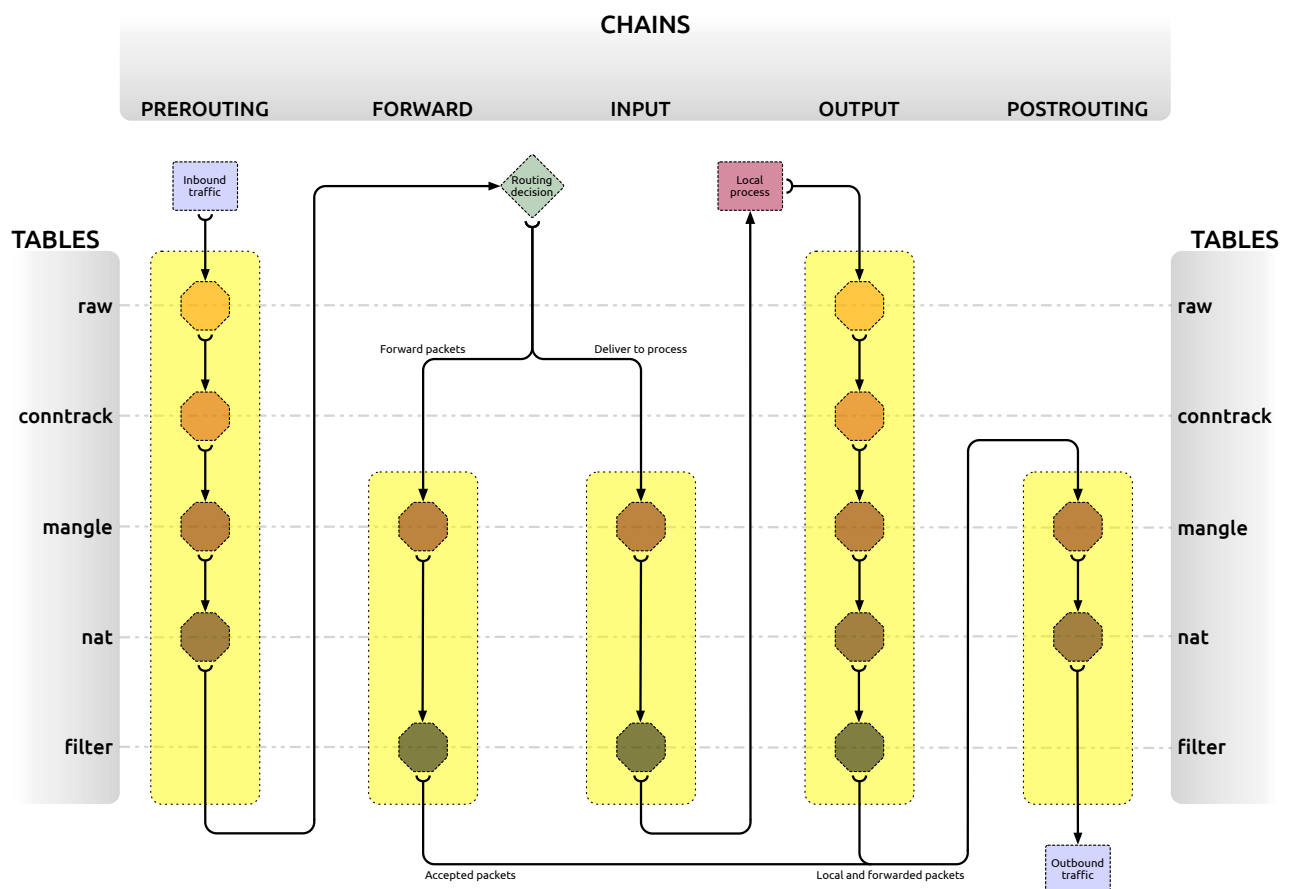 CHAINS
PREROUTING FORWARD INPUT OUTPUT POSTROUTING
Inbound
traffic
Routing
decision
Local
process
TABLES TABLES
raw raw
Forward packets Deliver to process
conntrack conntrack
mangle mangle
nat nat
filter filter
Accepted packets Local and forwarded packets
Outbound
traffic